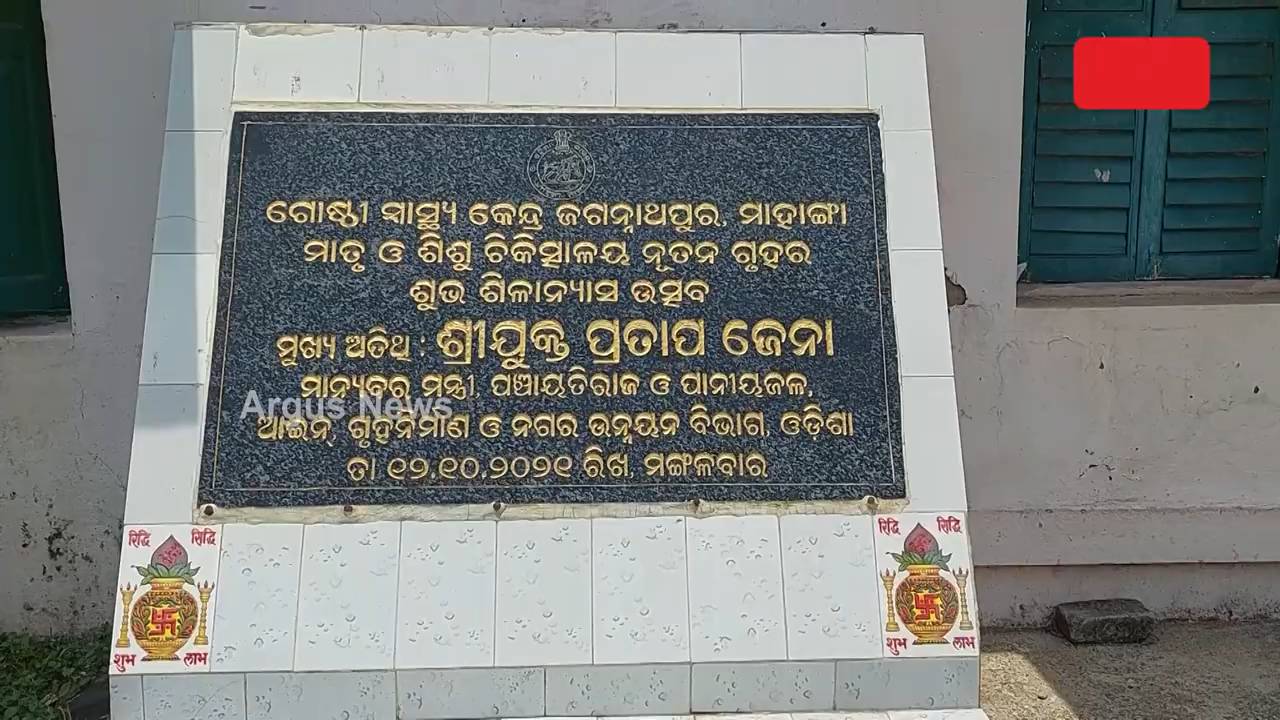 ଗୋଷ୍ଠୀ ସ୍ୱାସ୍ଥ୍ୟ କେନ୍ଦ୍ର ଜଗନ୍ନାଥପୁର, ମାହାଙ୍ଗା
ମାତୃ ଓ ଶିଶୁ ଚିକିତ୍ସାଳୟ ନୂତନ ଗୃହର
ଶୁଭ ଶିଳାନ୍ୟାସ ଉତ୍ସବ
ମୁଖ୍ୟ ଅତିଥି : ଶ୍ରୀଯୁକ୍ତ ପ୍ରତାପ ଜେନା
ମାନ୍ୟବର ମନ୍ତ୍ରୀ, ପଞ୍ଚାୟତିରାଜ ଓ ପାନୀୟଜଳ,
Argus News
ଆଇନ୍, ଗୃହନିର୍ମାଣ ଓ ନଗର ଉନ୍ନୟନ ବିଭାଗ, ଓଡ଼ିଶା
ତା ୧୨.୧୦.୨୦୨୧ ରିଖ, ମଙ୍ଗଳବାର
रिद्धि सिद्धि
शुभ लाभ
रिद्धि सिद्धि
शुभ लाभ